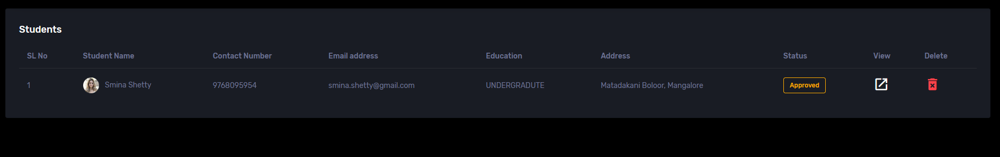 Students
SL No Student Name Contact Number Email address Education Address Status View Delete
1 Smina Shetty 9768095954 smina.shetty@gmail.com UNDERGRADUTE Matadakani Boloor, Mangalore Approved